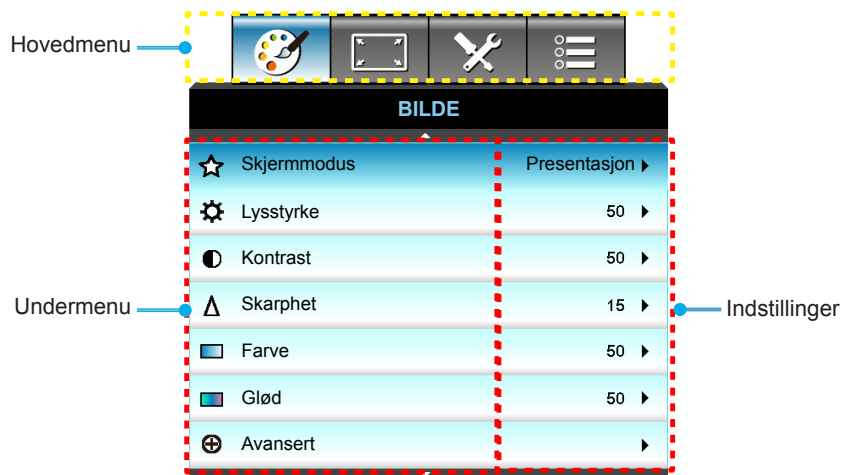 Hovedmenu
BILDE
Skjermmodus Presentasjon
Lysstyrke 50
Kontrast 50
Undermenu Skarphet 15 Indstillinger
Farve 50
Glød 50
Avansert